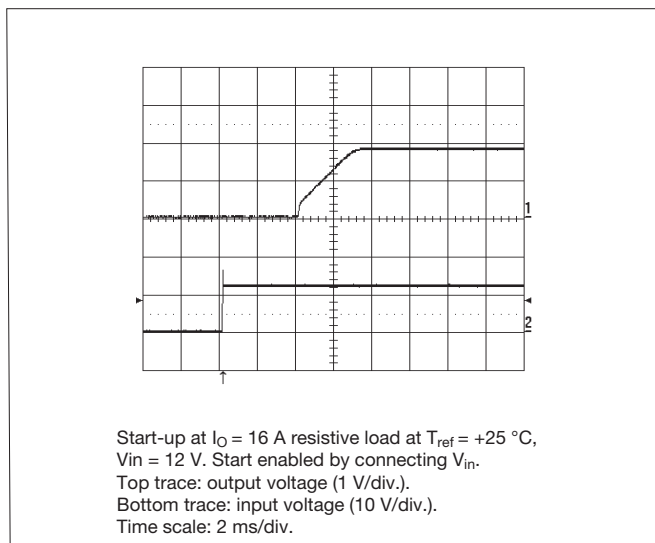 1
2
Start-up at IO = 16 A resistive load at Tref = +25 °C,
Vin = 12 V. Start enabled by connecting Vin.
Top trace: output voltage (1 V/div.).
Bottom trace: input voltage (10 V/div.).
Time scale: 2 ms/div.